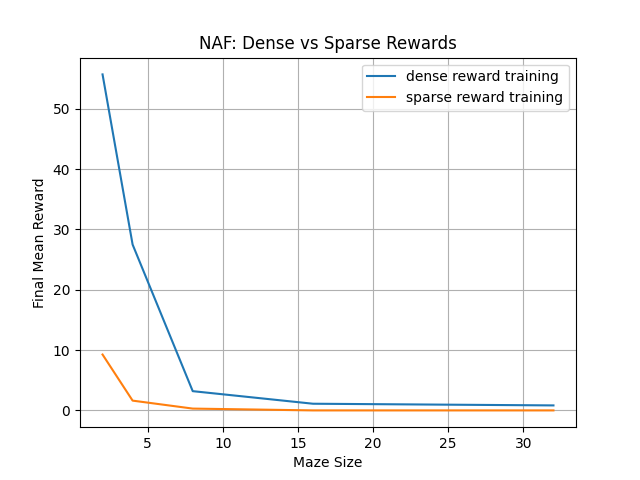 NAF: Dense vs Sparse Rewards
dense reward training
sparse reward training
Final Mean Reward
50
40
30
20
10
0
5 10 15 20 25 30
Maze Size